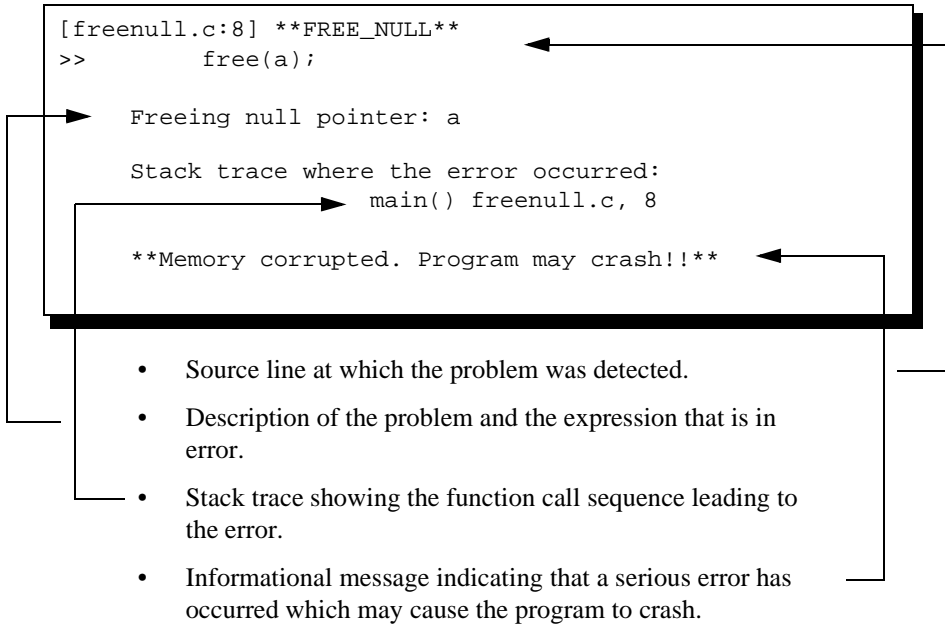 [freenull.c:8] **FREE_NULL**
>> free(a);
Freeing null pointer: a
Stack trace where the error occurred:
main() freenull.c, 8
**Memory corrupted. Program may crash!!**
• Source line at which the problem was detected.
• Description of the problem and the expression that is in
error.
• Stack trace showing the function call sequence leading to
the error.
• Informational message indicating that a serious error has
occurred which may cause the program to crash.